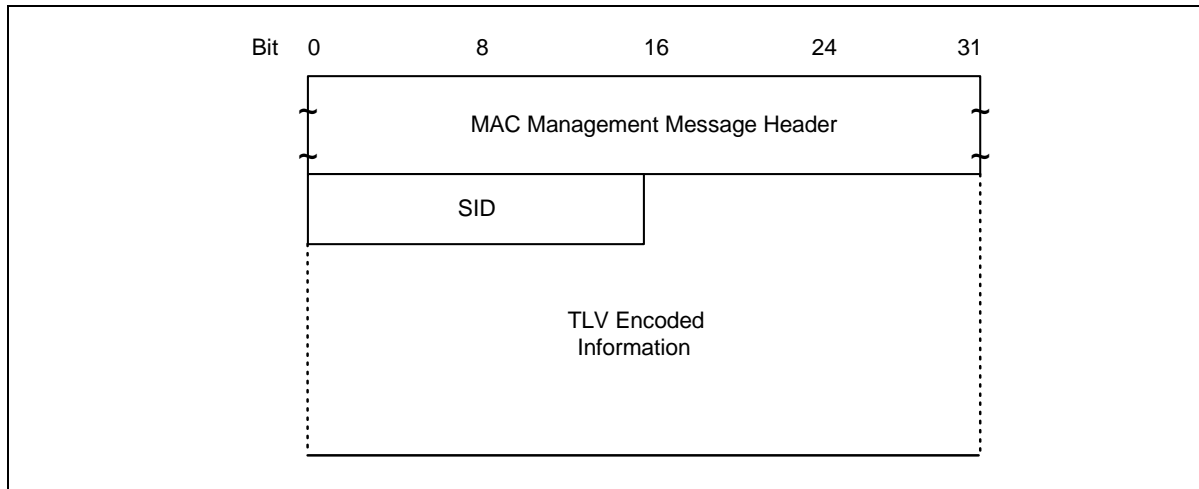 Bit 0 8 16 24 31
MAC Management Message Header
SID
TLV Encoded
Information